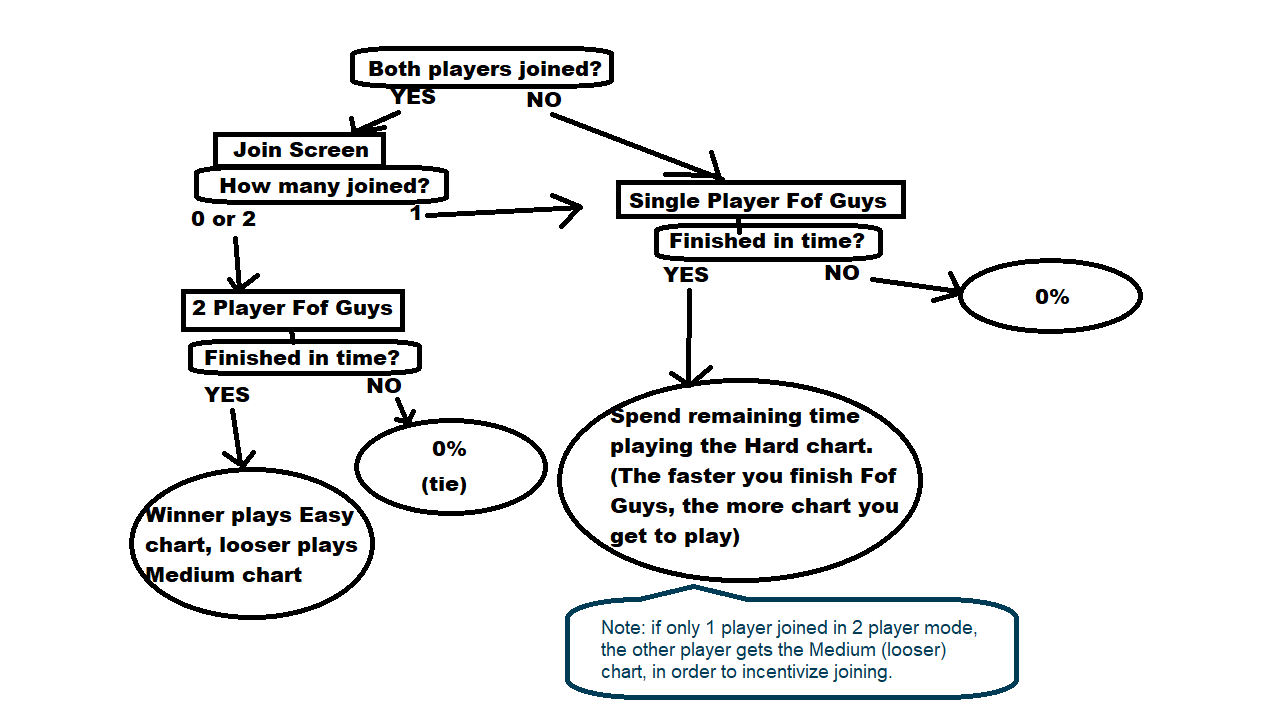 Both players joined?
YES
NO
Join Screen
How many joined?
0 or 2
1
Single Player Fof Guys
Finished in time?
YES
NO
0%
2 Player Fof Guys
Finished in time?
YES
NO
0%
(tie)
Winner plays Easy
chart, looser plays
Medium chart
Spend remaining time
playing the Hard chart.
(The faster you finish Fof
Guys, the more chart you
get to play)
Note: if only 1 player joined in 2 player mode,
the other player gets the Medium (looser)
chart, in order to incentivize joining.